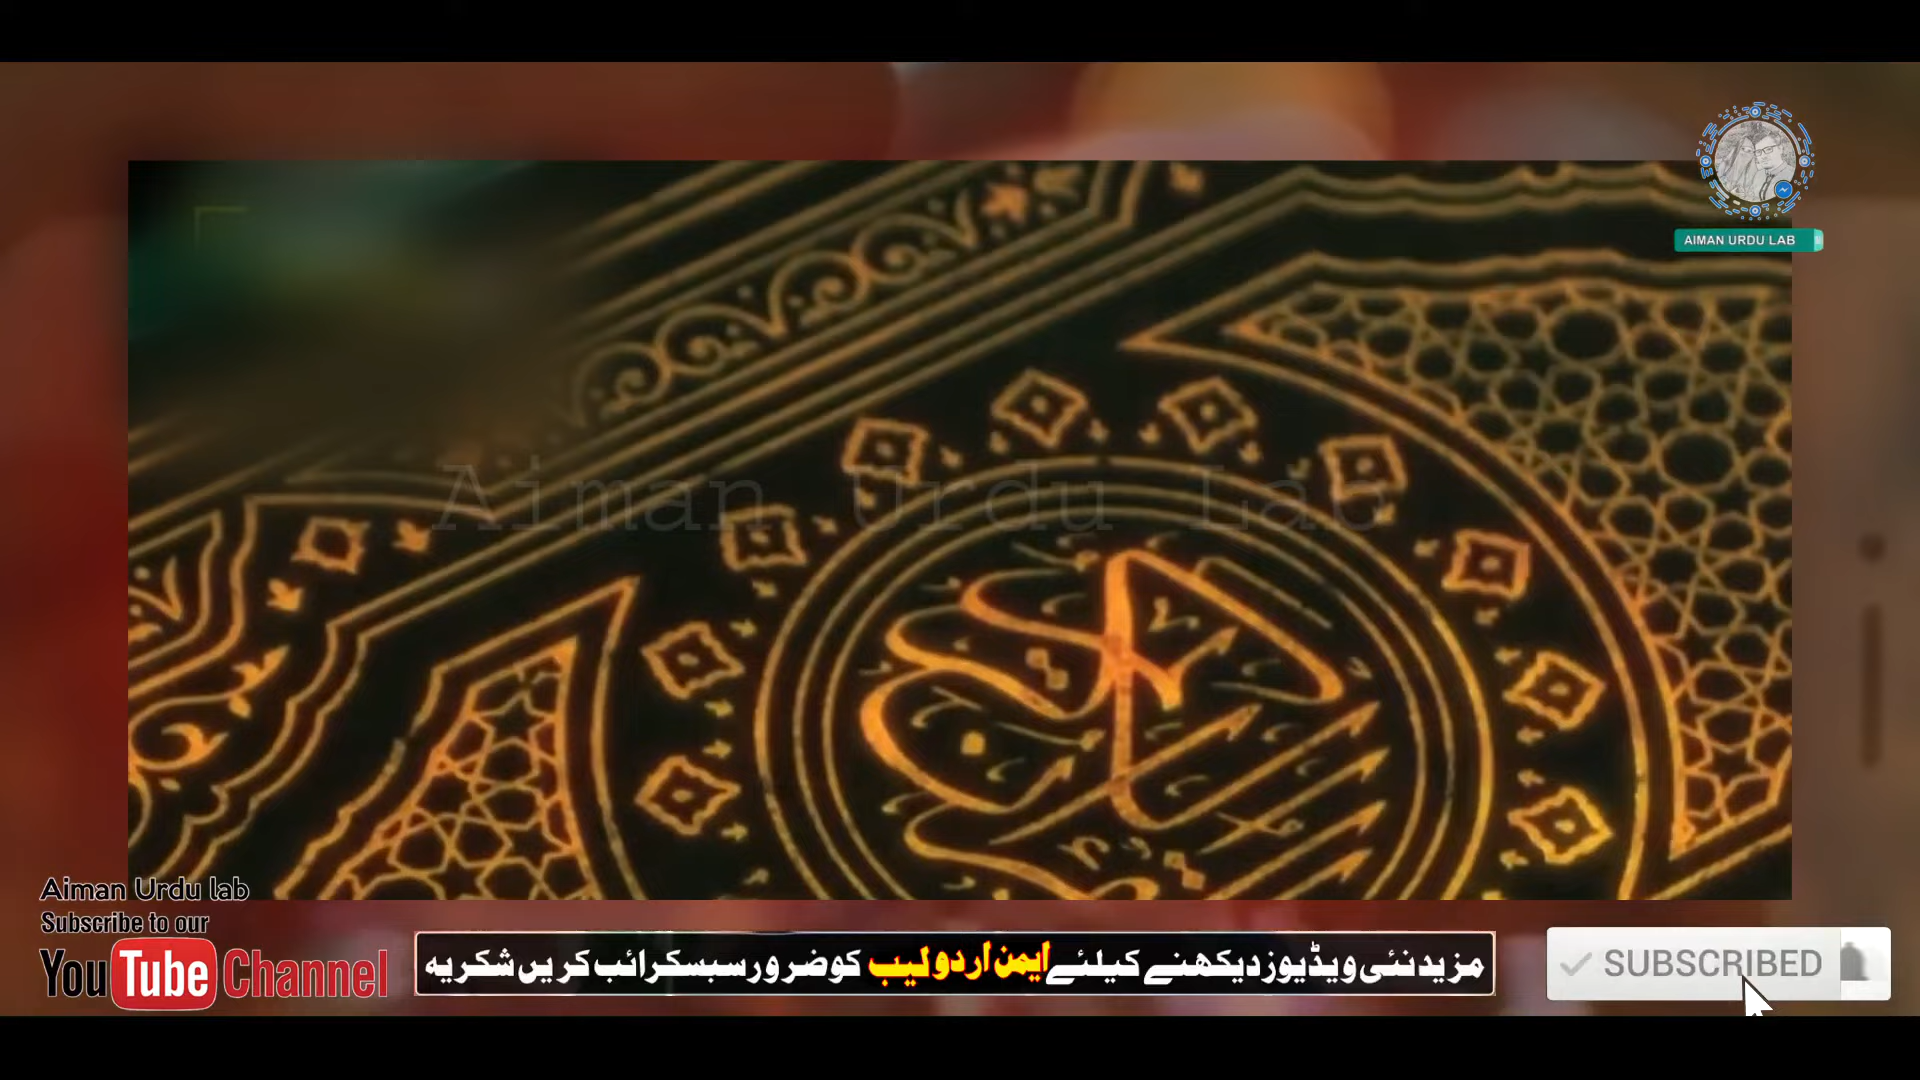 AIMAN URDU LAB
Aiman Urdu Lab
Aiman Urdu lab
Subscribe to our
YouTube Channel
مزید نئی ویڈیوز دیکھنے کیلئے ایمن اردو لیب کو ضرور سبسکرائب کریں شکریہ
SUBSCRIBED